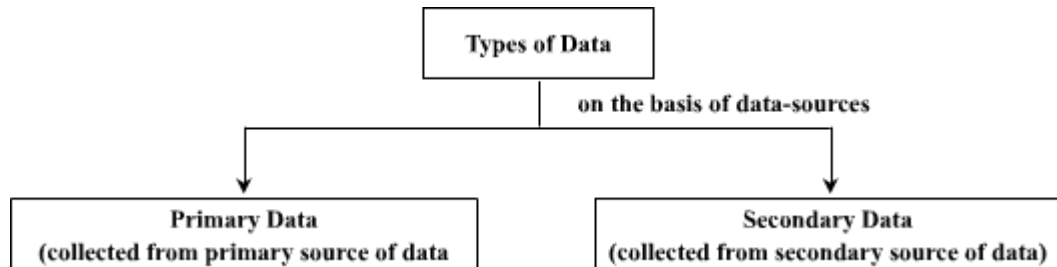 Types of Data
on the basis of data-sources
Primary Data
(collected from primary source of data
Secondary Data
(collected from secondary source of data)